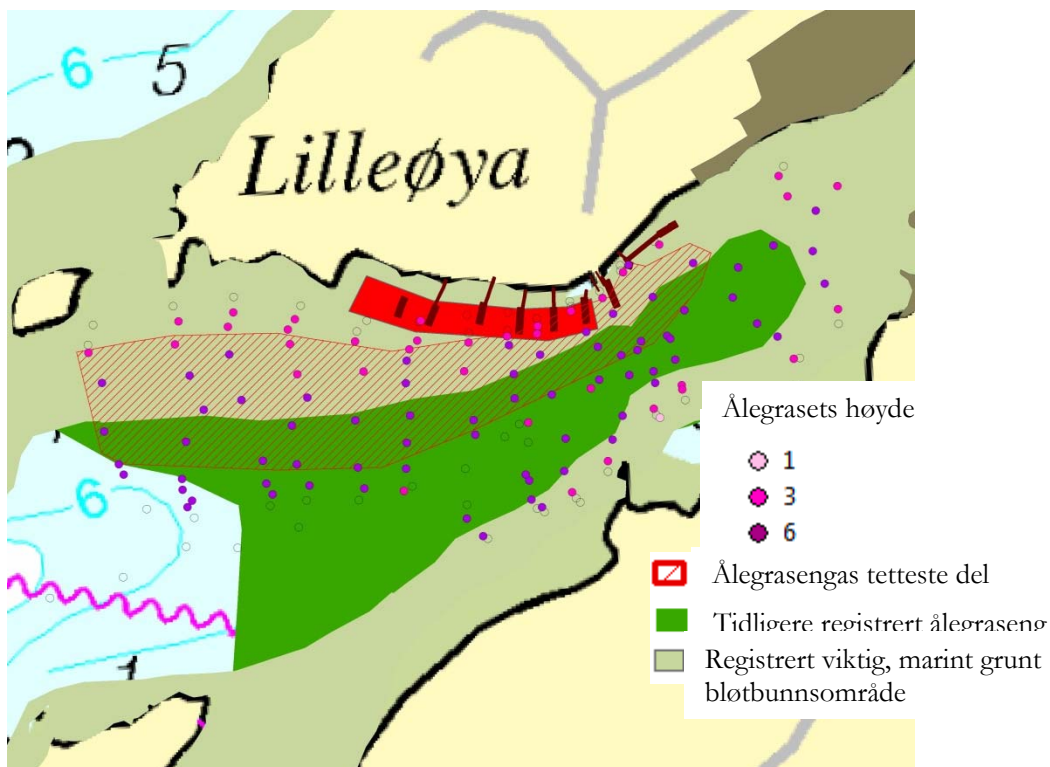 6
5
Lilleøya
Ålegrasets høyde
1
3
6
6
Ålegrasengas tetteste del
Tidligere registrert ålegraseng
1
Registrert viktig, marint grunt
bløtbunnsområde